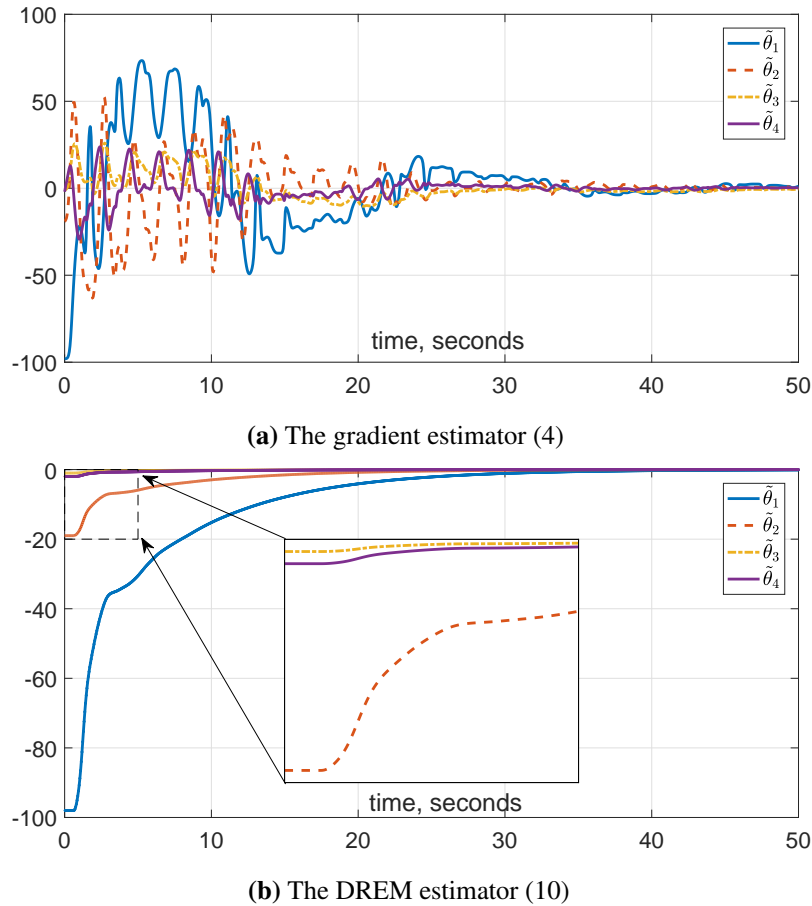 100
50
0
-50
-100
0
10
20
30
40
50
time, seconds
θ̃₁
θ̃₂
θ̃₃
θ̃₄
(a) The gradient estimator (4)
0
-20
-40
-60
-80
-100
0
10
20
30
40
50
time, seconds
θ̃₁
θ̃₂
θ̃₃
θ̃₄
(b) The DREM estimator (10)